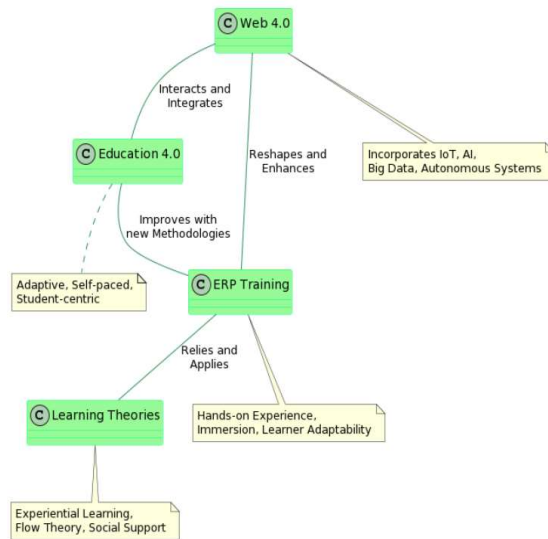 C Web 4.0
Interacts and
Integrates
C Education 4.0
Reshapes and
Enhances
Incorporates IoT, AI,
Big Data, Autonomous Systems
Improves with
new Methodologies
Adaptive, Self-paced,
Student-centric
C ERP Training
Relies and
Applies
C Learning Theories
Hands-on Experience,
Immersion, Learner Adaptability
Experiential Learning,
Flow Theory, Social Support